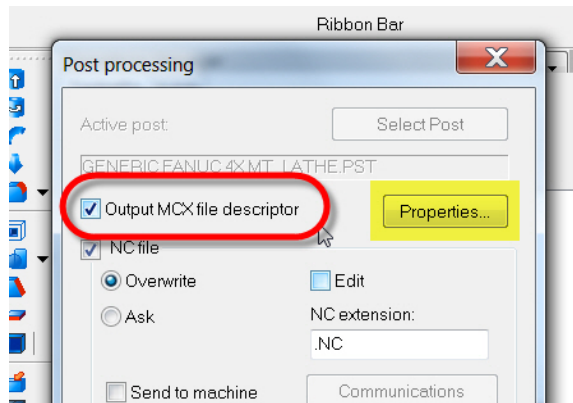 Ribbon Bar
Post processing
Active post:
Select Post
GENERIC FANUC 4X MT_LATHE.PST
Output MCX file descriptor
Properties...
NC file
Overwrite
Edit
Ask
NC extension:
.NC
Send to machine
Communications